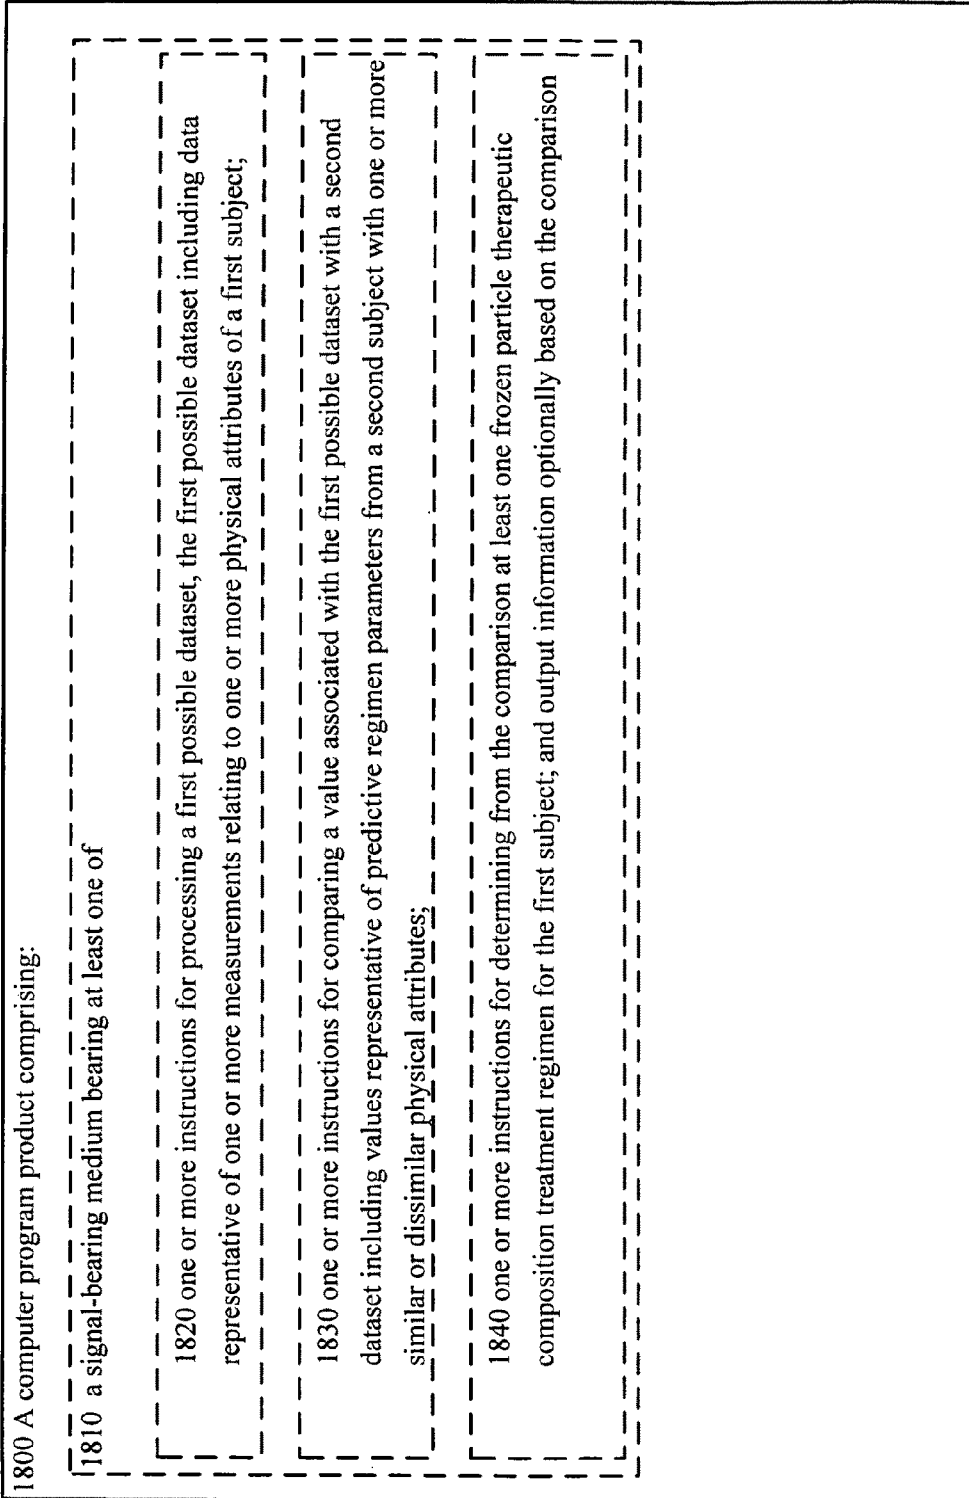 1800 A computer program product comprising:
1810 a signal-bearing medium bearing at least one of
1820 one or more instructions for processing a first possible dataset, the first possible dataset including data
representative of one or more measurements relating to one or more physical attributes of a first subject;
1830 one or more instructions for comparing a value associated with the first possible dataset with a second
dataset including values representative of predictive regimen parameters from a second subject with one or more
similar or dissimilar physical attributes;
1840 one or more instructions for determining from the comparison at least one frozen particle therapeutic
composition treatment regimen for the first subject; and output information optionally based on the comparison